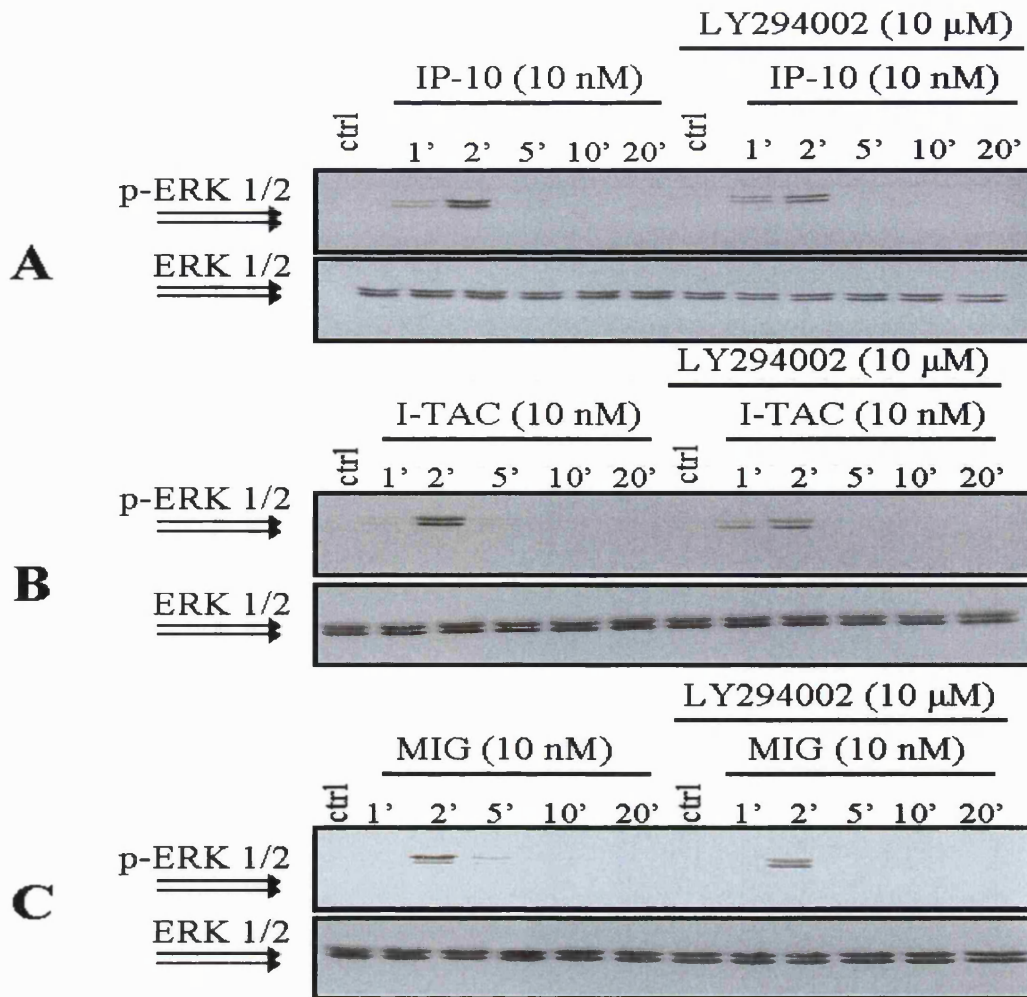 LY294002 (10 µM)
IP-10 (10 nM) IP-10 (10 nM)
ctrl 1’ 2’ 5’ 10’ 20’ ctrl 1’ 2’ 5’ 10’ 20’
p-ERK 1/2
A
ERK 1/2
LY294002 (10 µM)
I-TAC (10 nM) I-TAC (10 nM)
ctrl 1’ 2’ 5’ 10’ 20’ ctrl 1’ 2’ 5’ 10’ 20’
p-ERK 1/2
B
ERK 1/2
LY294002 (10 µM)
MIG (10 nM) MIG (10 nM)
ctrl 1’ 2’ 5’ 10’ 20’ ctrl 1’ 2’ 5’ 10’ 20’
p-ERK 1/2
C
ERK 1/2